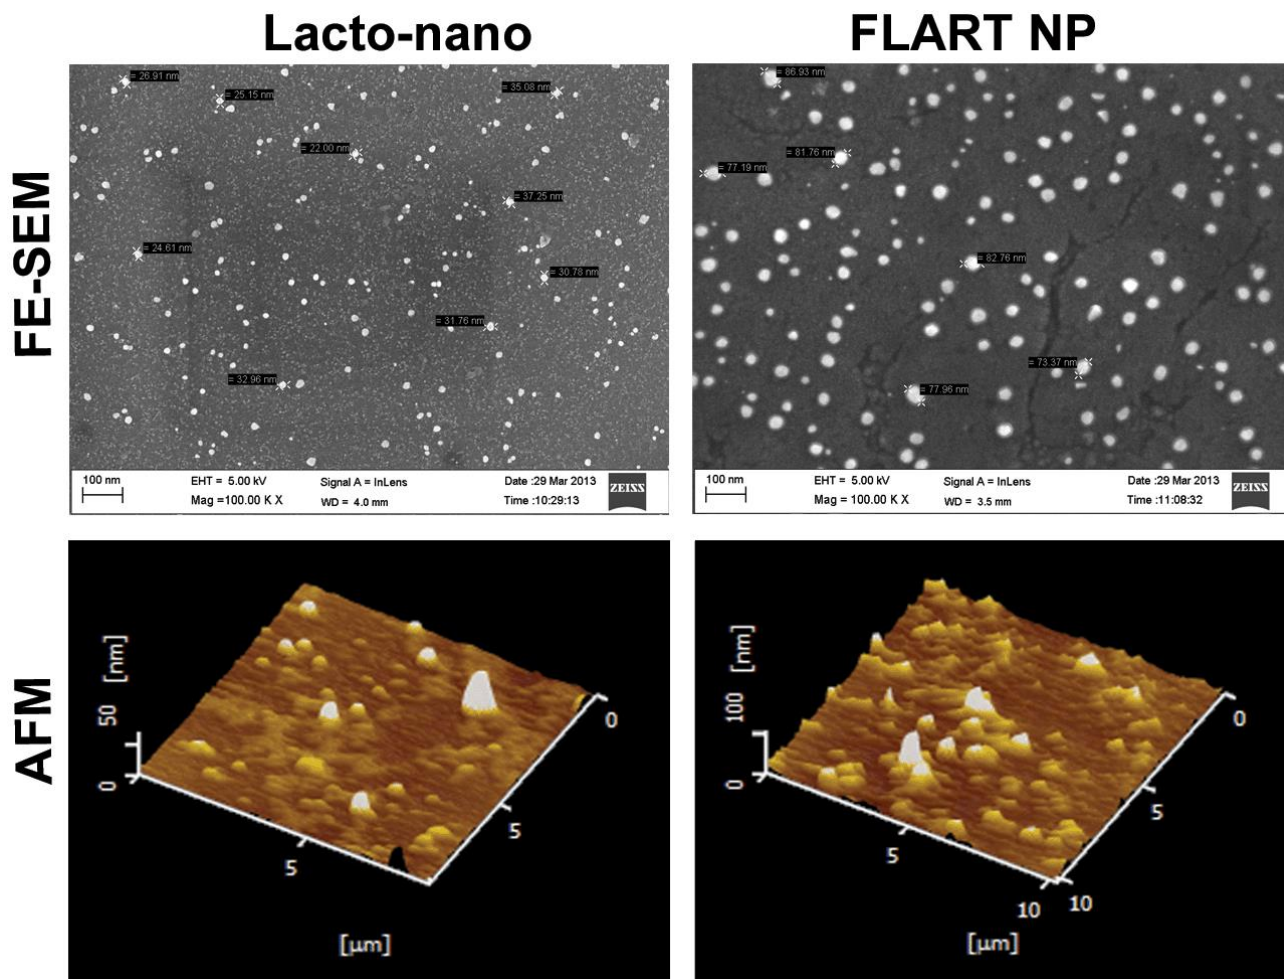 Lacto-nano
FLART NP
FE-SEM
= 26.91 nm
= 25.15 nm
= 35.08 nm
= 22.00 nm
= 37.25 nm
= 24.61 nm
= 30.78 nm
= 31.76 nm
= 32.96 nm
100 nm
EHT = 5.00 kV
Signal A = InLens
Date :29 Mar 2013
Mag =100.00 K X
WD = 4.0 mm
Time :10:29:13
ZEISS
= 86.93 nm
= 81.76 nm
= 77.19 nm
= 82.76 nm
= 73.37 nm
= 77.96 nm
100 nm
EHT = 5.00 kV
Signal A = InLens
Date :29 Mar 2013
Mag =100.00 K X
WD = 3.5 mm
Time :11:08:32
ZEISS
AFM
[nm]
50
0
0
5
5
[µm]
[nm]
100
0
0
5
5
10
10
[µm]